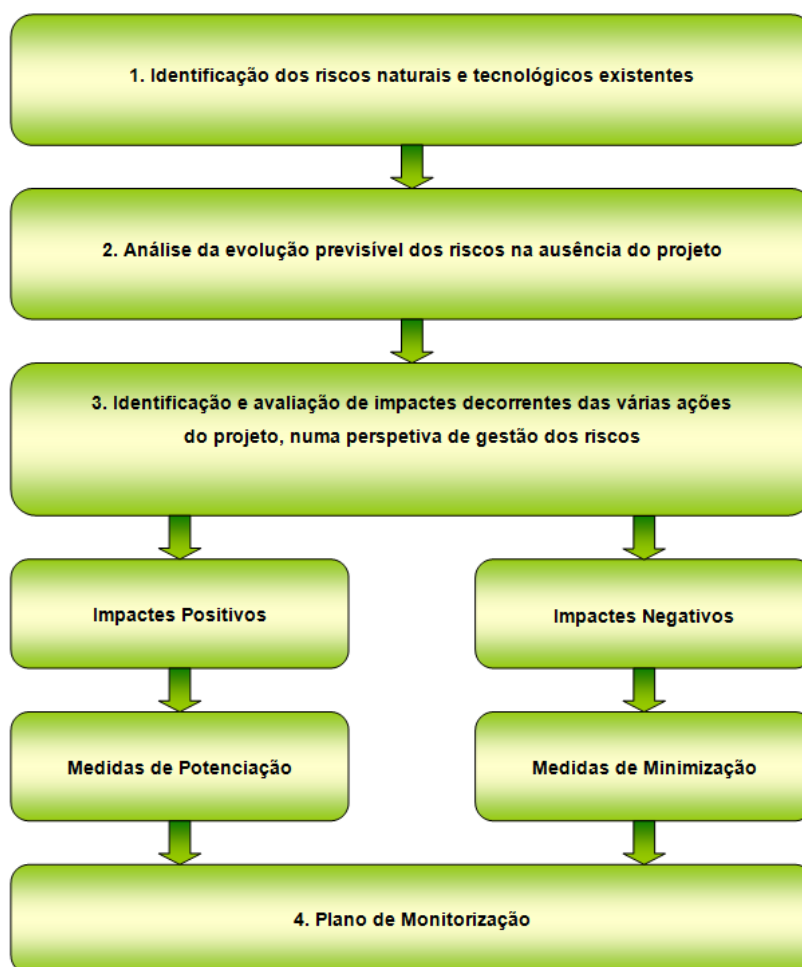 1. Identificação dos riscos naturais e tecnológicos existentes
2. Análise da evolução previsível dos riscos na ausência do projeto
3. Identificação e avaliação de impactes decorrentes das várias ações
do projeto, numa perspetiva de gestão dos riscos
Impactes Positivos
Impactes Negativos
Medidas de Potenciação
Medidas de Minimização
4. Plano de Monitorização